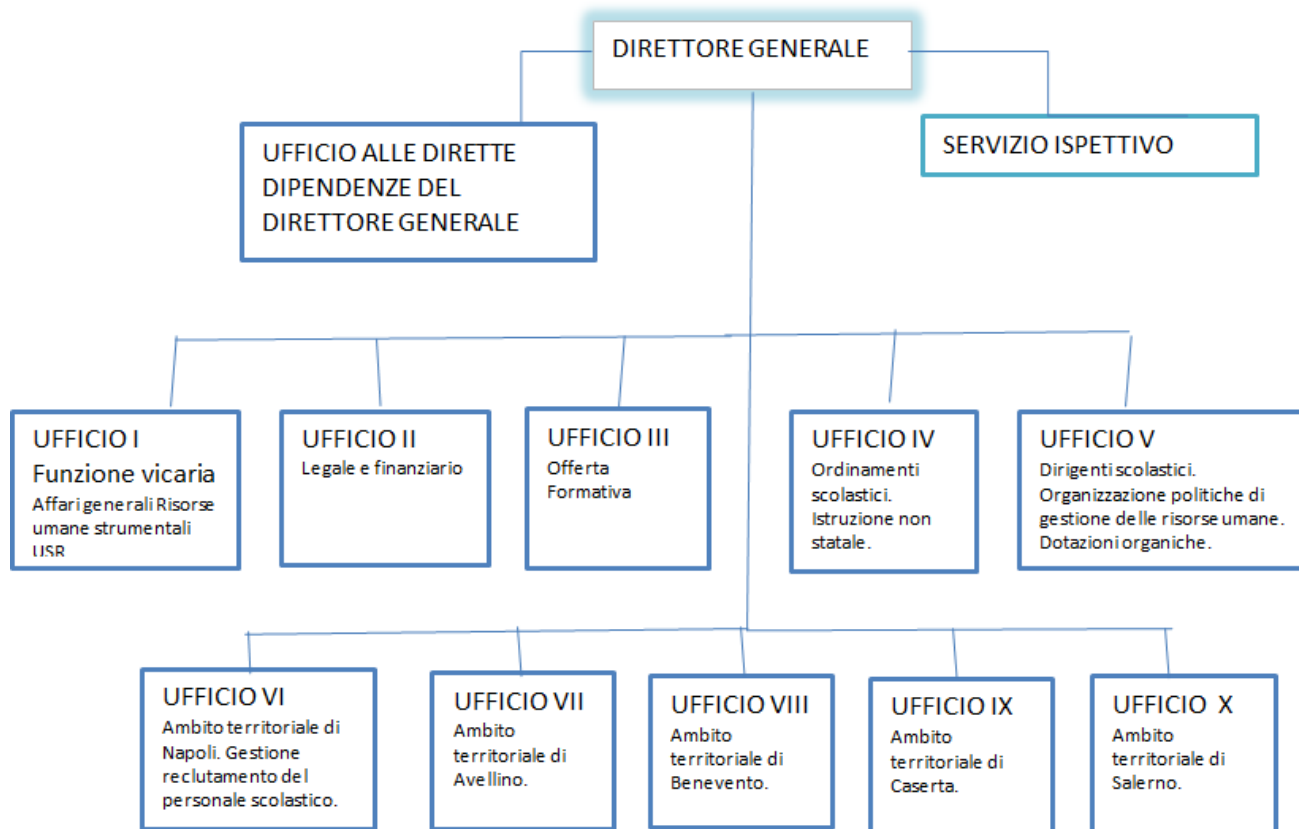 DIRETTORE GENERALE
UFFICIO ALLE DIRETTE
DIPENDENZE DEL
DIRETTORE GENERALE
SERVIZIO ISPETTIVO
UFFICIO I
Funzione vicaria
Affari generali Risorse
umane strumentali
USR
UFFICIO II
Legale e finanziario
UFFICIO III
Offerta
Formativa
UFFICIO IV
Ordinamenti
scolastici.
Istruzione non
statale.
UFFICIO V
Dirigenti scolastici.
Organizzazione politiche di
gestione delle risorse umane.
Dotazioni organiche.
UFFICIO VI
Ambito territoriale di
Napoli. Gestione
reclutamento del
personale scolastico.
UFFICIO VII
Ambito
territoriale di
Avellino.
UFFICIO VIII
Ambito
territoriale di
Benevento.
UFFICIO IX
Ambito
territoriale di
Caserta.
UFFICIO X
Ambito
territoriale di
Salerno.